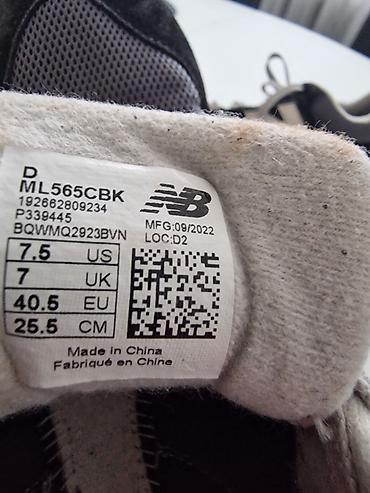 D
ML565CBK
192662809234
P339445
BQWMQ2923BVN
NB
MFG:09/2022
LOC:D2
7.5 US
7 UK
40.5 EU
25.5 CM
Made in China
Fabriqué en Chine